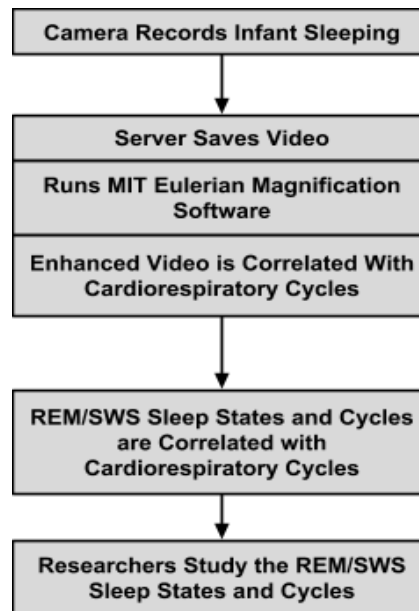 Camera Records Infant Sleeping
Server Saves Video
Runs MIT Eulerian Magnification
Software
Enhanced Video is Correlated With
Cardiorespiratory Cycles
REM/SWS Sleep States and Cycles
are Correlated with
Cardiorespiratory Cycles
Researchers Study the REM/SWS
Sleep States and Cycles